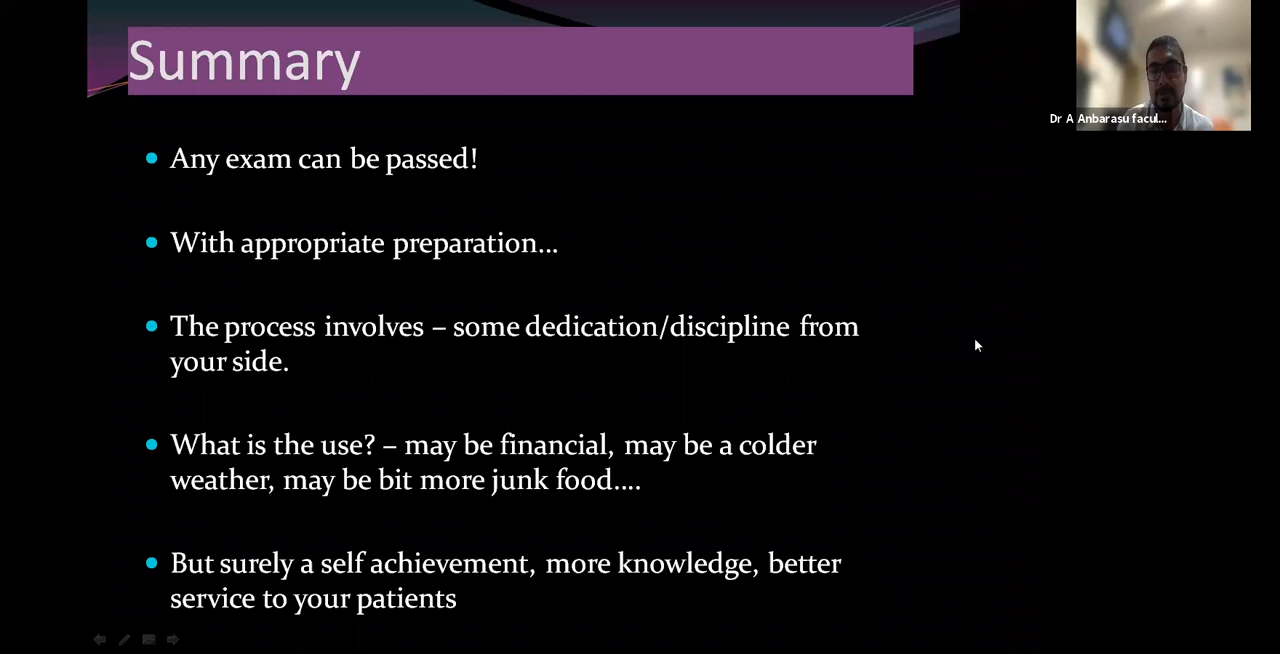 Summary
Dr A Anbarasu facul...
Any exam can be passed!
With appropriate preparation...
The process involves – some dedication/discipline from
your side.
What is the use? – may be financial, may be a colder
weather, may be bit more junk food....
But surely a self achievement, more knowledge, better
service to your patients